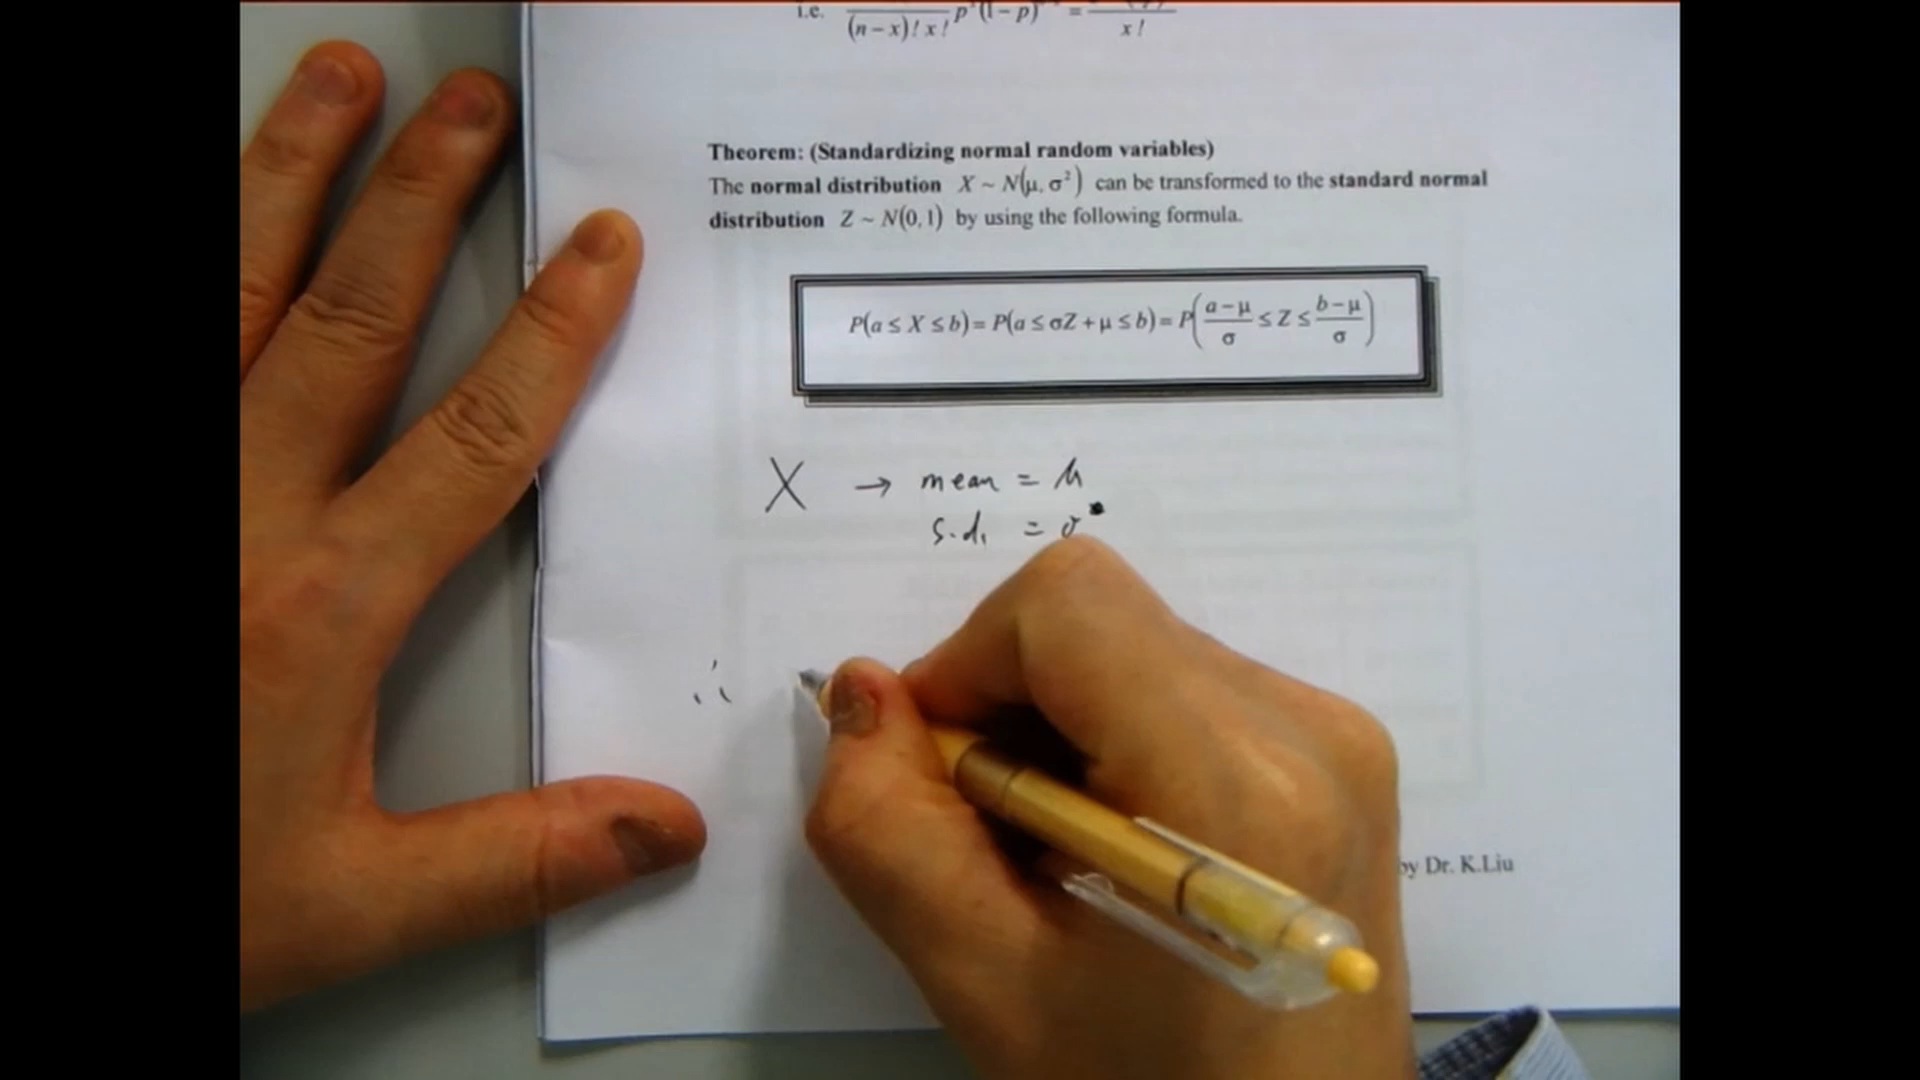 i.e. (n−x)! x! p (1−p) = x!
Theorem: (Standardizing normal random variables)
The normal distribution X ~ N(μ, σ²) can be transformed to the standard normal
distribution Z ~ N(0, 1) by using the following formula.
P(a ≤ X ≤ b) = P(a ≤ σZ + μ ≤ b) = P((a−μ)/σ ≤ Z ≤ (b−μ)/σ)
X → mean = μ
s.d. = σ
∴
by Dr. K.Liu